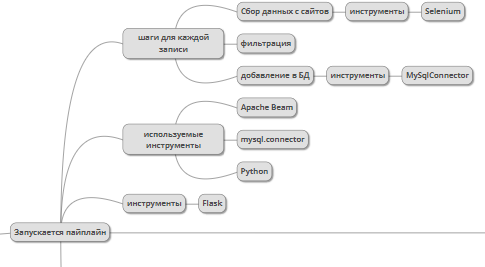 Сбор данных с сайтов
инструменты
Selenium
шаги для каждой
записи
фильтрация
добавление в БД
инструменты
MySqlConnector
Apache Beam
используемые
инструменты
mysql.connector
Python
инструменты
Flask
Запускается пайплайн